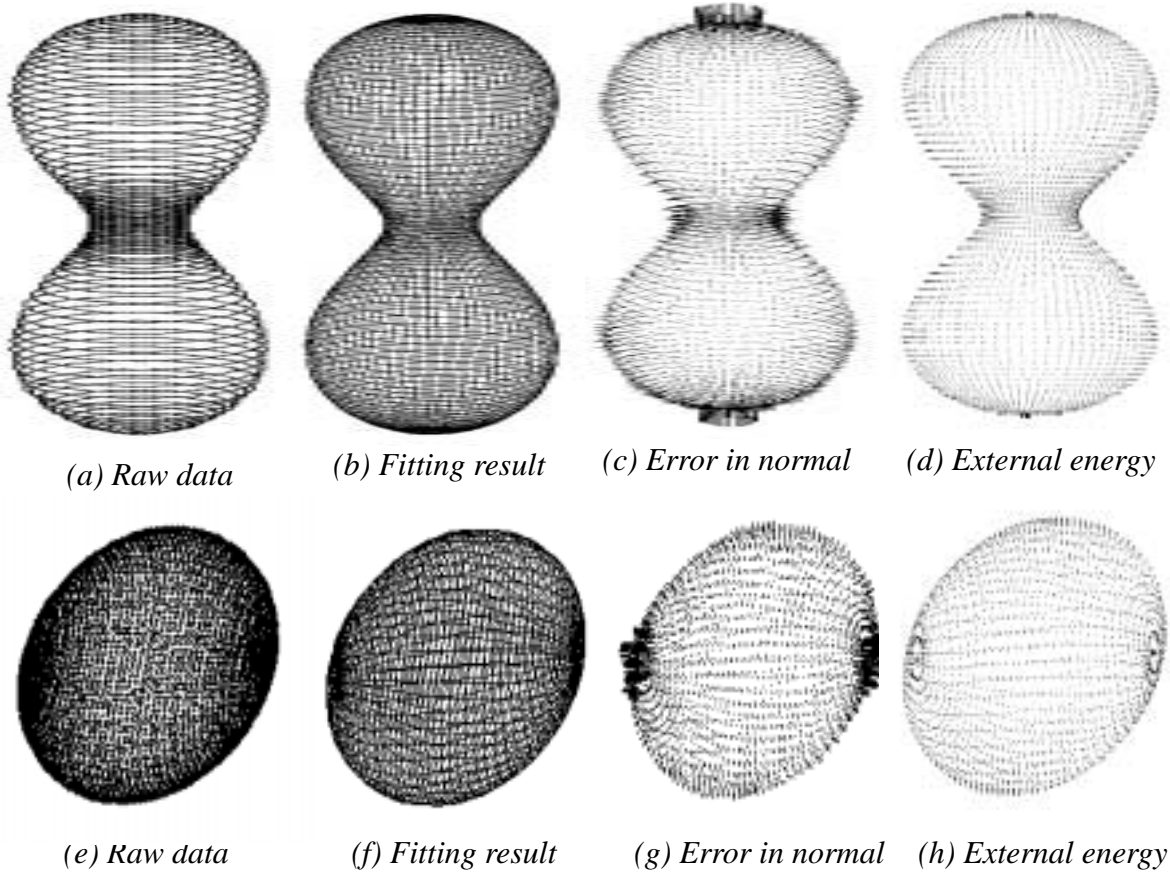 (a) Raw data (b) Fitting result (c) Error in normal (d) External energy
(e) Raw data (f) Fitting result (g) Error in normal (h) External energy